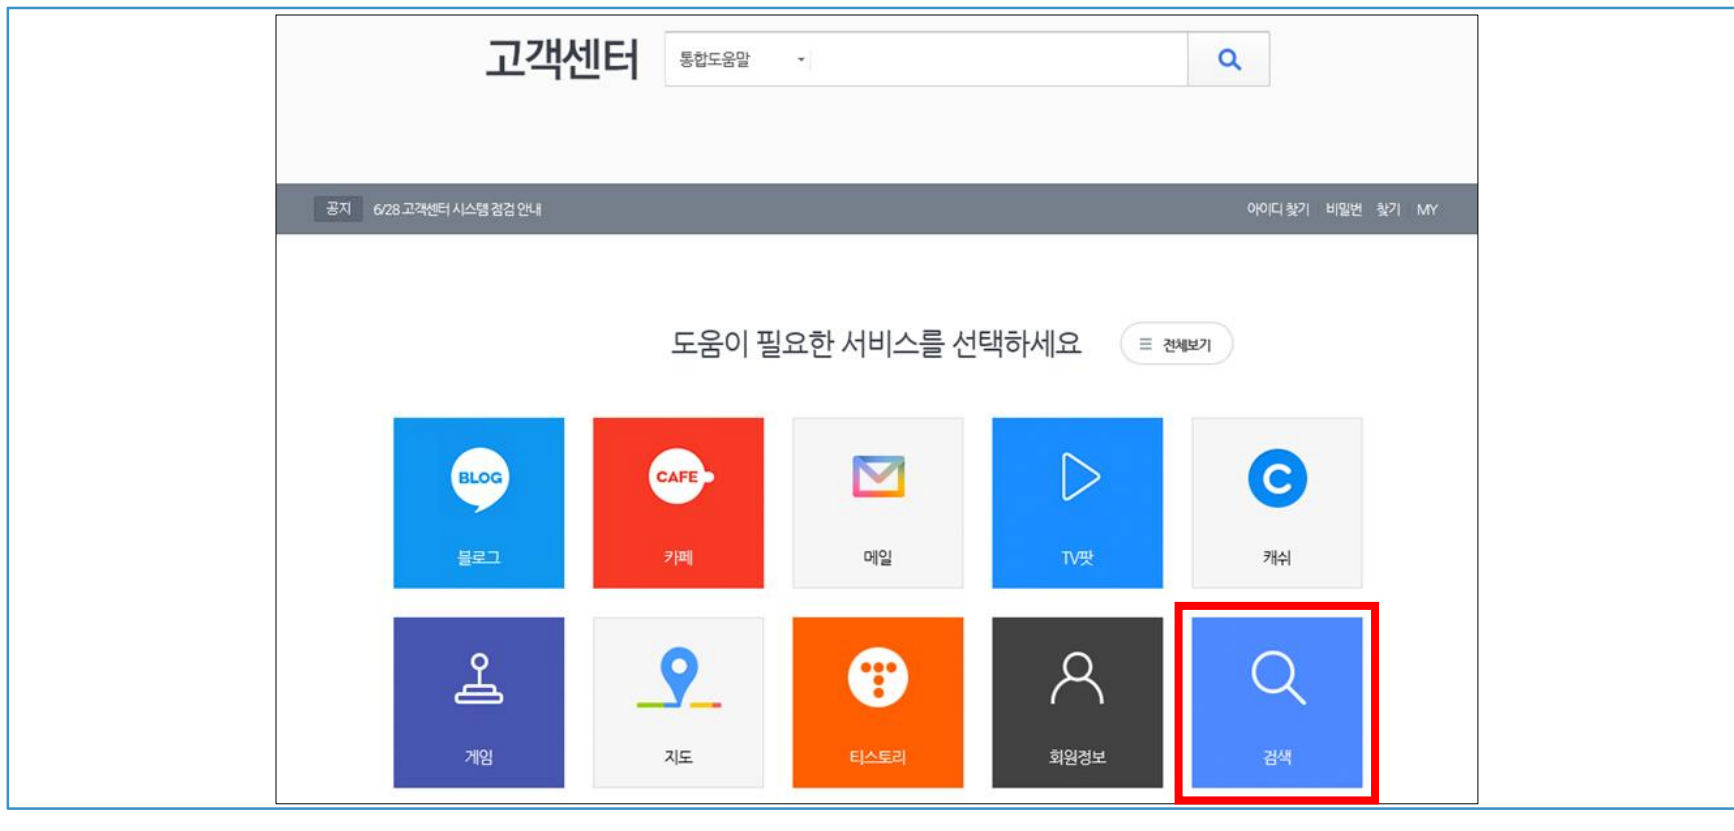 고객센터 통합도움말
공지 6/28 고객센터 시스템 점검 안내 아이디 찾기 비밀번 찾기 MY
도움이 필요한 서비스를 선택하세요 전체보기
BLOG CAFE C
블로그 카페 메일 TV팟 캐쉬
게임 지도 티스토리 회원정보 검색